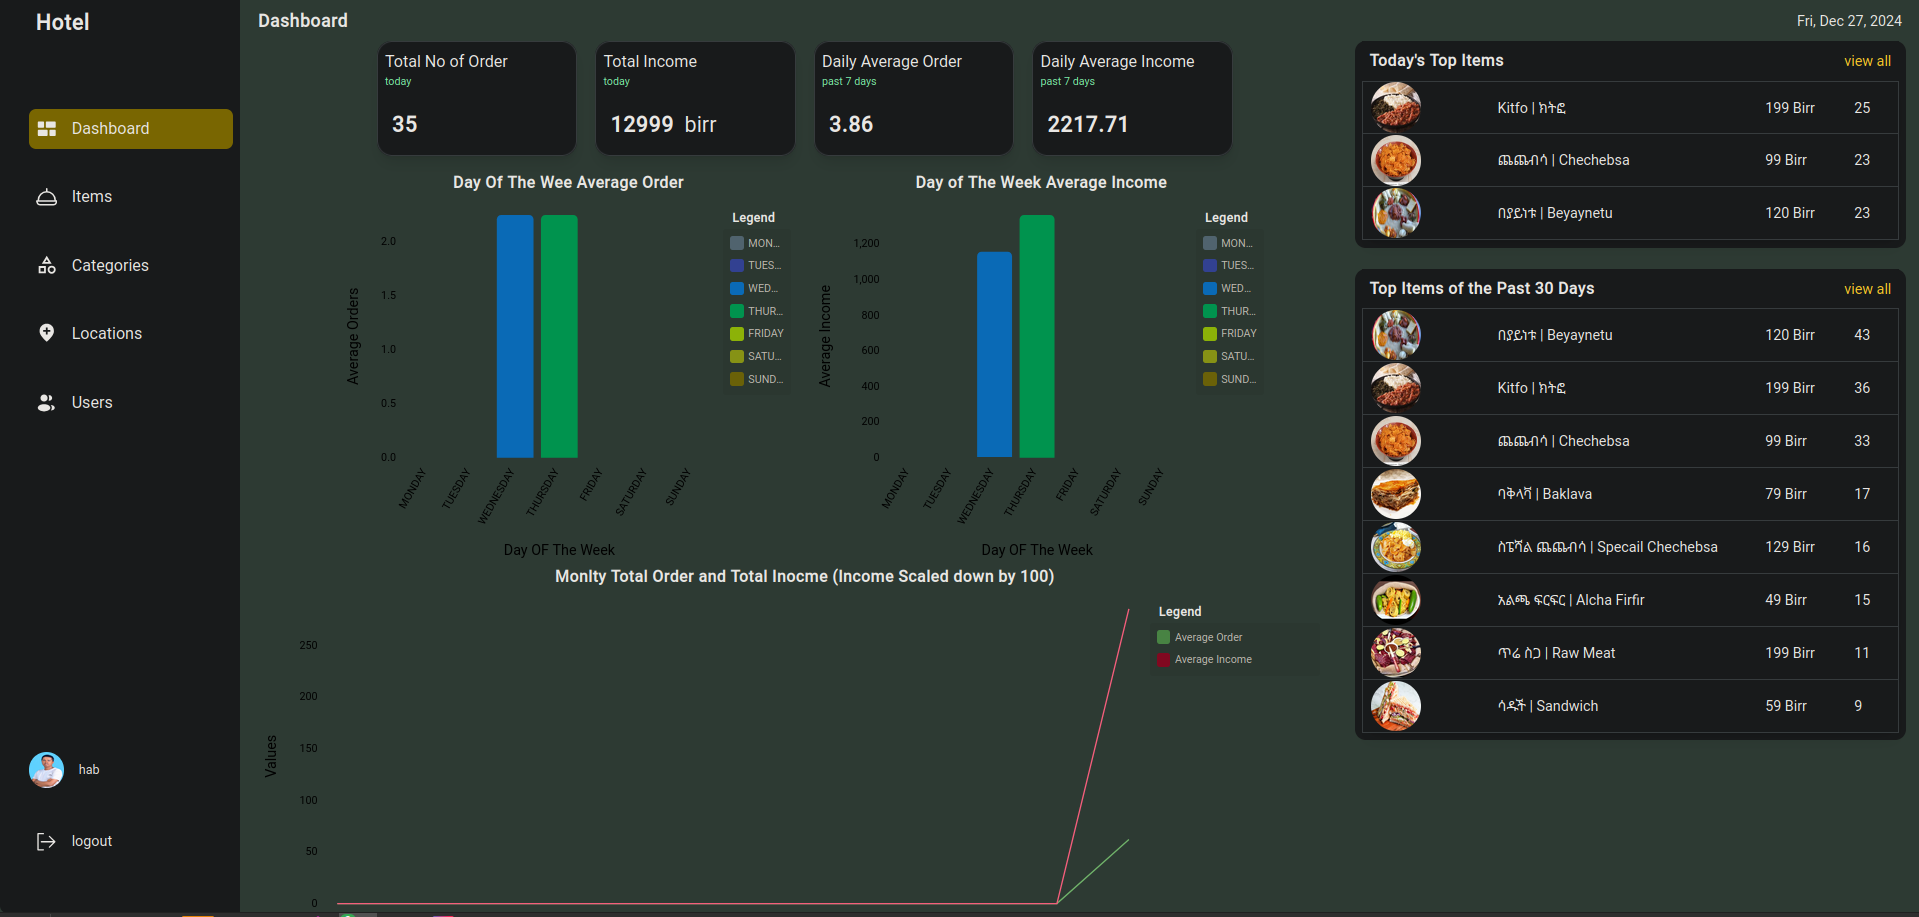 Hotel
Dashboard
Items
Categories
Locations
Users
hab
logout
Dashboard
Fri, Dec 27, 2024
Total No of Order
today
35
Total Income
today
12999 birr
Daily Average Order
past 7 days
3.86
Daily Average Income
past 7 days
2217.71
Day Of The Wee Average Order
Average Orders
2.0
1.5
1.0
0.5
0.0
MONDAY
TUESDAY
WEDNESDAY
THURSDAY
FRIDAY
SATURDAY
SUNDAY
Day OF The Week
Legend
MON...
TUES...
WED...
THUR...
FRIDAY
SATU...
SUND...
Day of The Week Average Income
Average Income
1,200
1,000
800
600
400
200
0
MONDAY
TUESDAY
WEDNESDAY
THURSDAY
FRIDAY
SATURDAY
SUNDAY
Day OF The Week
Legend
MON...
TUES...
WED...
THUR...
FRIDAY
SATU...
SUND...
Monlty Total Order and Total Inocme (Income Scaled down by 100)
Values
250
200
150
100
50
0
Legend
Average Order
Average Income
Today's Top Items
view all
Kitfo | ክትፎ 199 Birr 25
ጨጨብሳ | Chechebsa 99 Birr 23
በያይነቱ | Beyaynetu 120 Birr 23
Top Items of the Past 30 Days
view all
በያይነቱ | Beyaynetu 120 Birr 43
Kitfo | ክትፎ 199 Birr 36
ጨጨብሳ | Chechebsa 99 Birr 33
ባቅላቫ | Baklava 79 Birr 17
ስፔሻል ጨጨብሳ | Specail Chechebsa 129 Birr 16
አልጫ ፍርፍር | Alcha Firfir 49 Birr 15
ጥሬ ስጋ | Raw Meat 199 Birr 11
ሳዱች | Sandwich 59 Birr 9